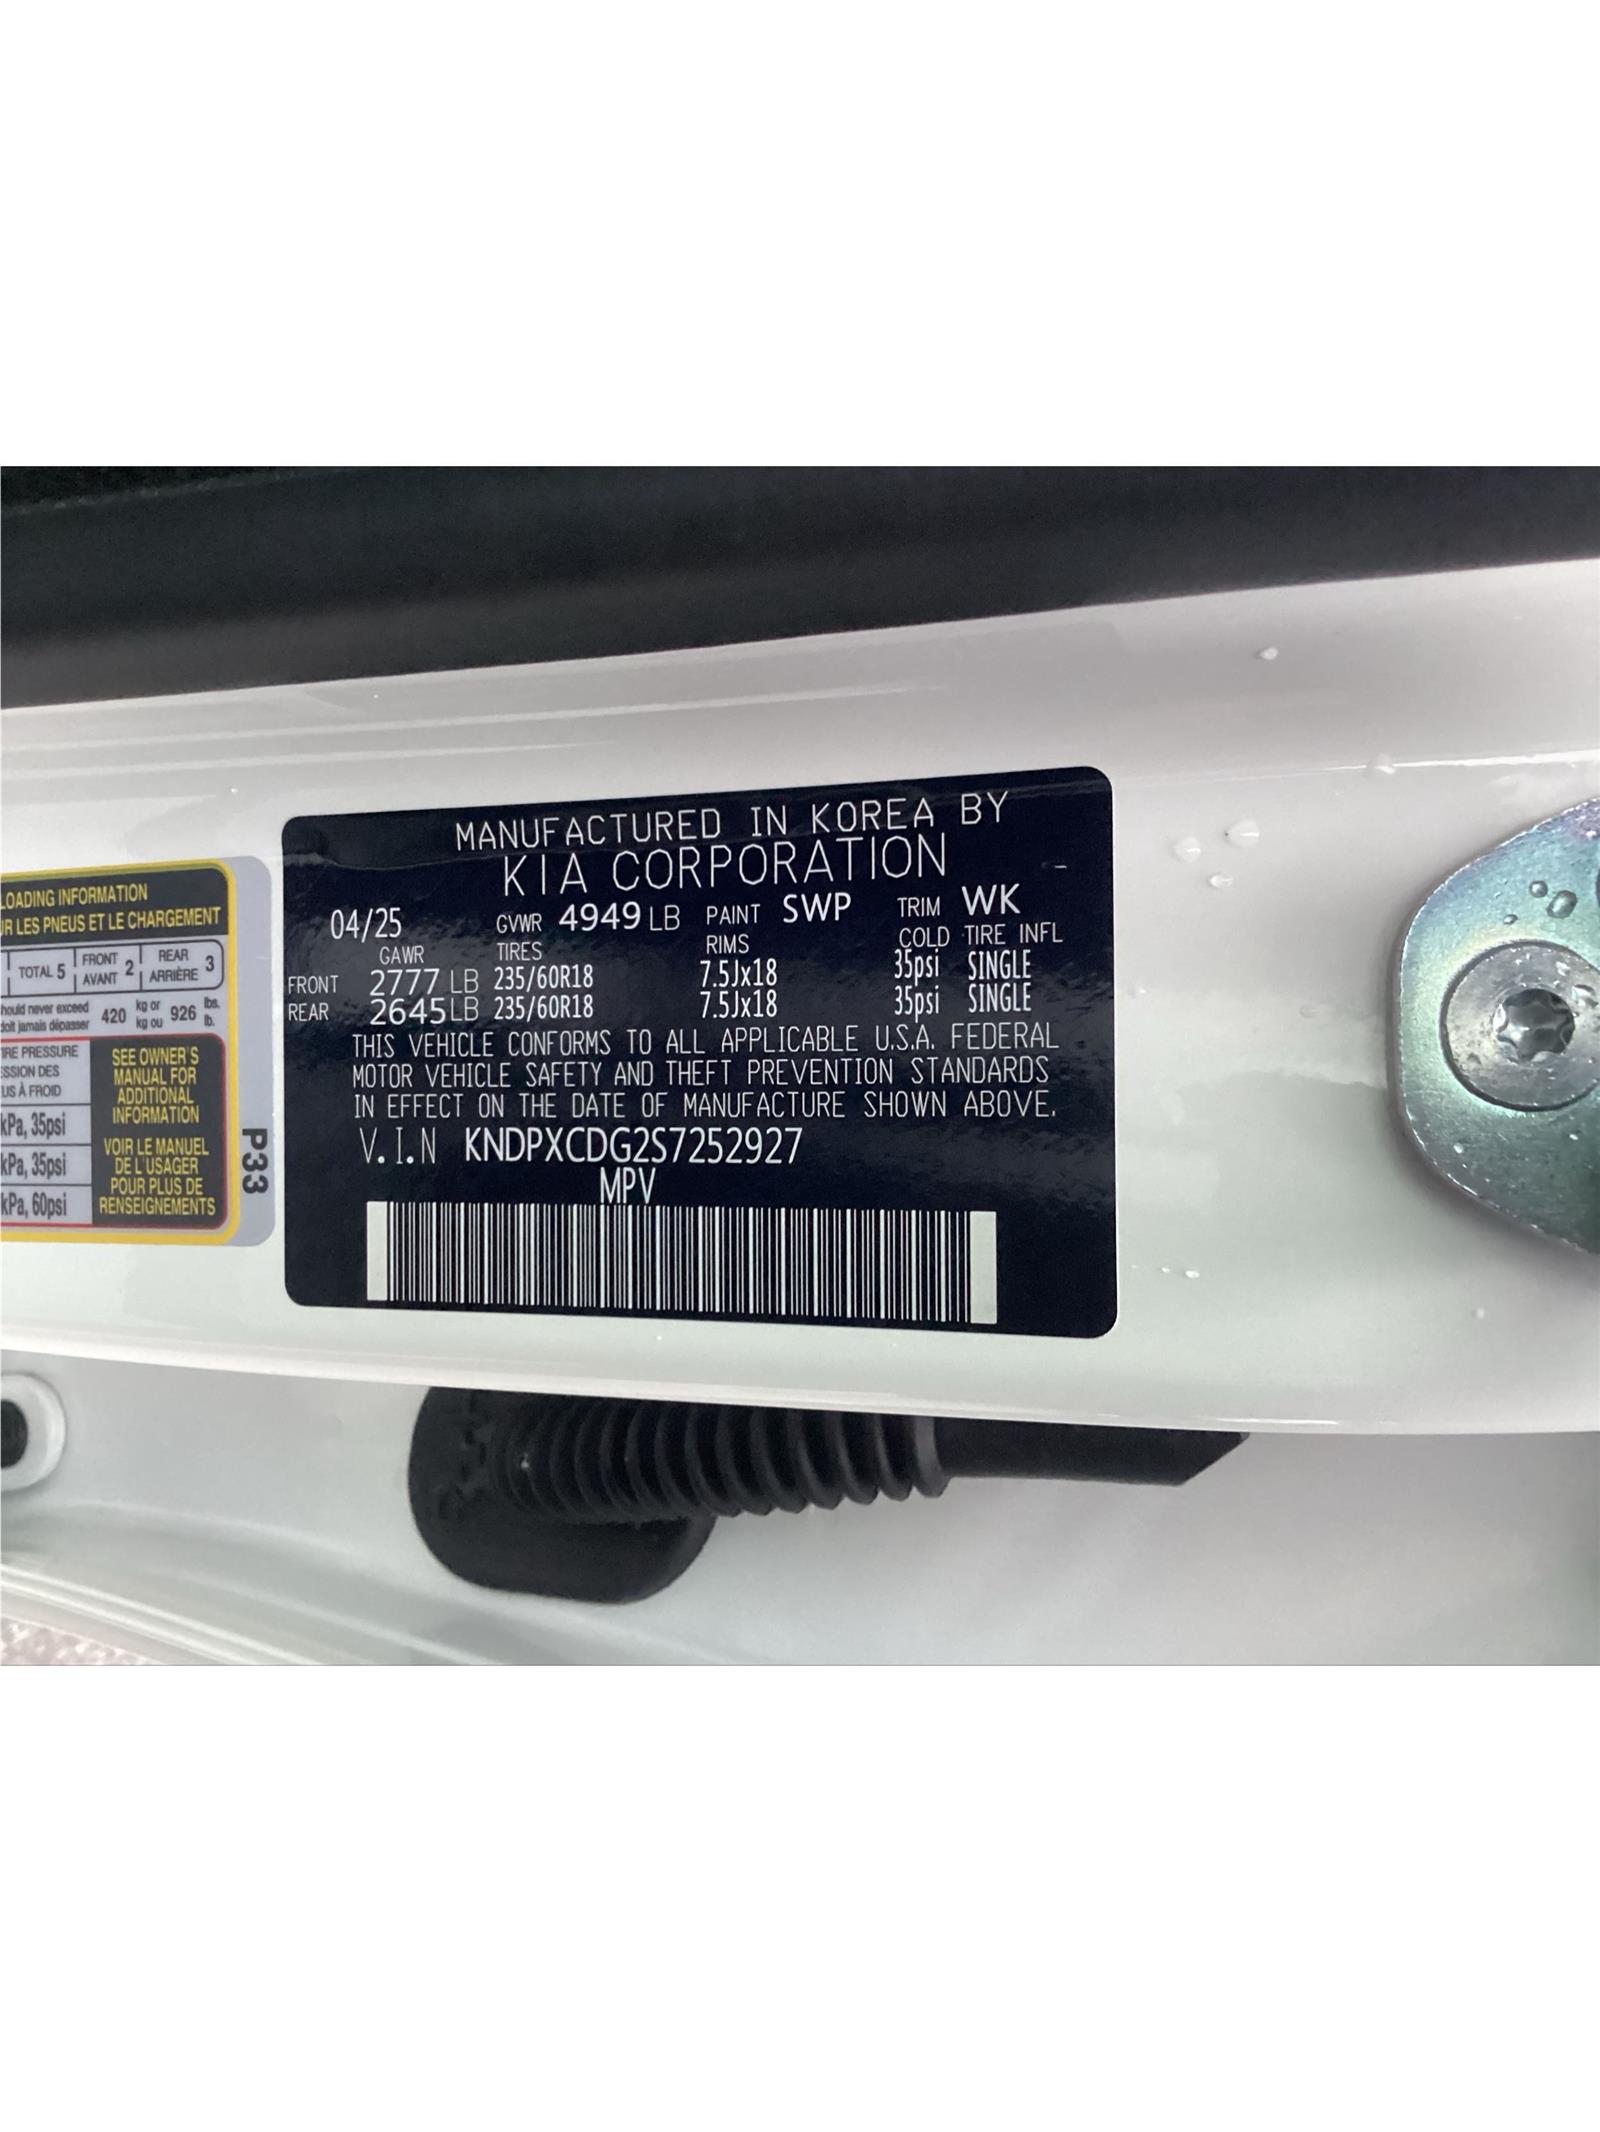 LOADING INFORMATION
UR LES PNEUS ET LE CHARGEMENT
TOTAL 5 FRONT AVANT 2 REAR ARRIÈRE 3
should never exceed 420 kg or 926 lbs.
doit jamais dépasser kg ou lb.
IRE PRESSURE
SSION DES
US À FROID
kPa, 35psi
kPa, 35psi
kPa, 60psi
SEE OWNER'S
MANUAL FOR
ADDITIONAL
INFORMATION
VOIR LE MANUEL
DE L'USAGER
POUR PLUS DE
RENSEIGNEMENTS
P33
MANUFACTURED IN KOREA BY
KIA CORPORATION
04/25 GVWR 4949 LB PAINT SWP TRIM WK
GAWR TIRES RIMS COLD TIRE INFL
FRONT 2777 LB 235/60R18 7.5Jx18 35psi SINGLE
REAR 2645 LB 235/60R18 7.5Jx18 35psi SINGLE
THIS VEHICLE CONFORMS TO ALL APPLICABLE U.S.A. FEDERAL
MOTOR VEHICLE SAFETY AND THEFT PREVENTION STANDARDS
IN EFFECT ON THE DATE OF MANUFACTURE SHOWN ABOVE.
V.I.N KNDPXCDG2S7252927
MPV